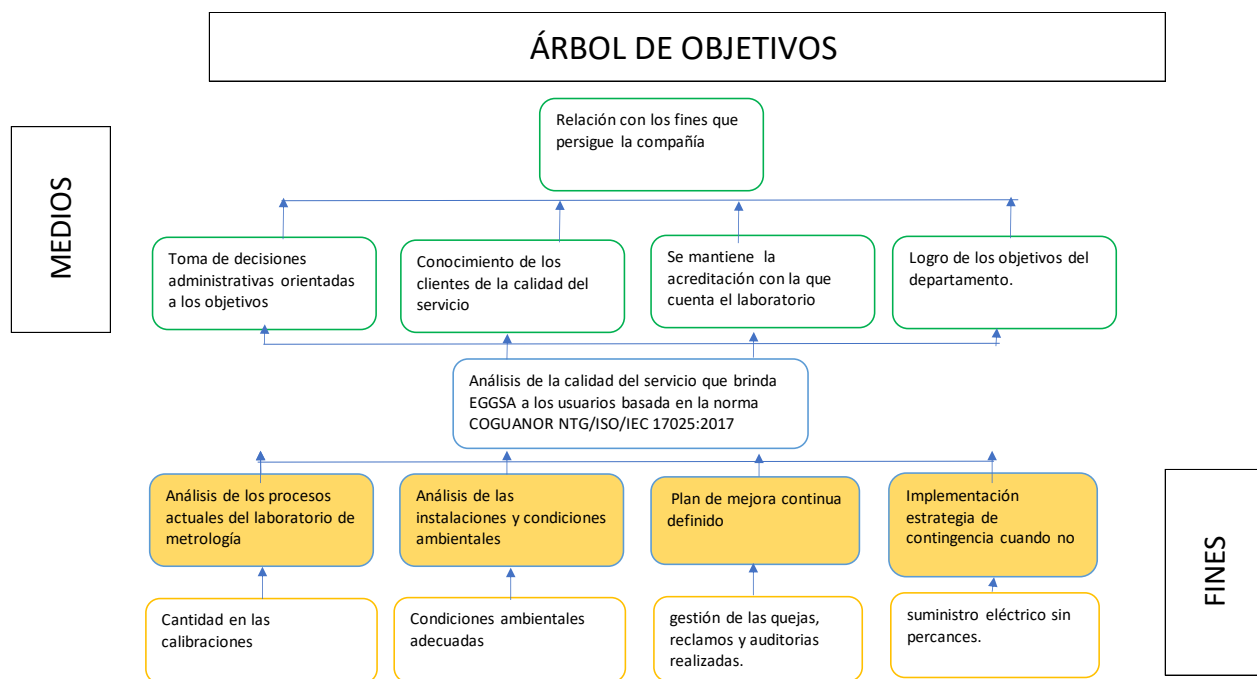 ÁRBOL DE OBJETIVOS
MEDIOS
Relación con los fines que
persigue la compañía
Toma de decisiones
administrativas orientadas
a los objetivos
Conocimiento de los
clientes de la calidad del
servicio
Se mantiene la
acreditación con la que
cuenta el laboratorio
Logro de los objetivos del
departamento.
Análisis de la calidad del servicio que brinda
EGGSA a los usuarios basada en la norma
COGUANOR NTG/ISO/IEC 17025:2017
Análisis de los procesos
actuales del laboratorio de
metrología
Análisis de las
instalaciones y condiciones
ambientales
Plan de mejora continua
definido
Implementación
estrategia de
contingencia cuando no
FINES
Cantidad en las
calibraciones
Condiciones ambientales
adecuadas
gestión de las quejas,
reclamos y auditorias
realizadas.
suministro eléctrico sin
percances.